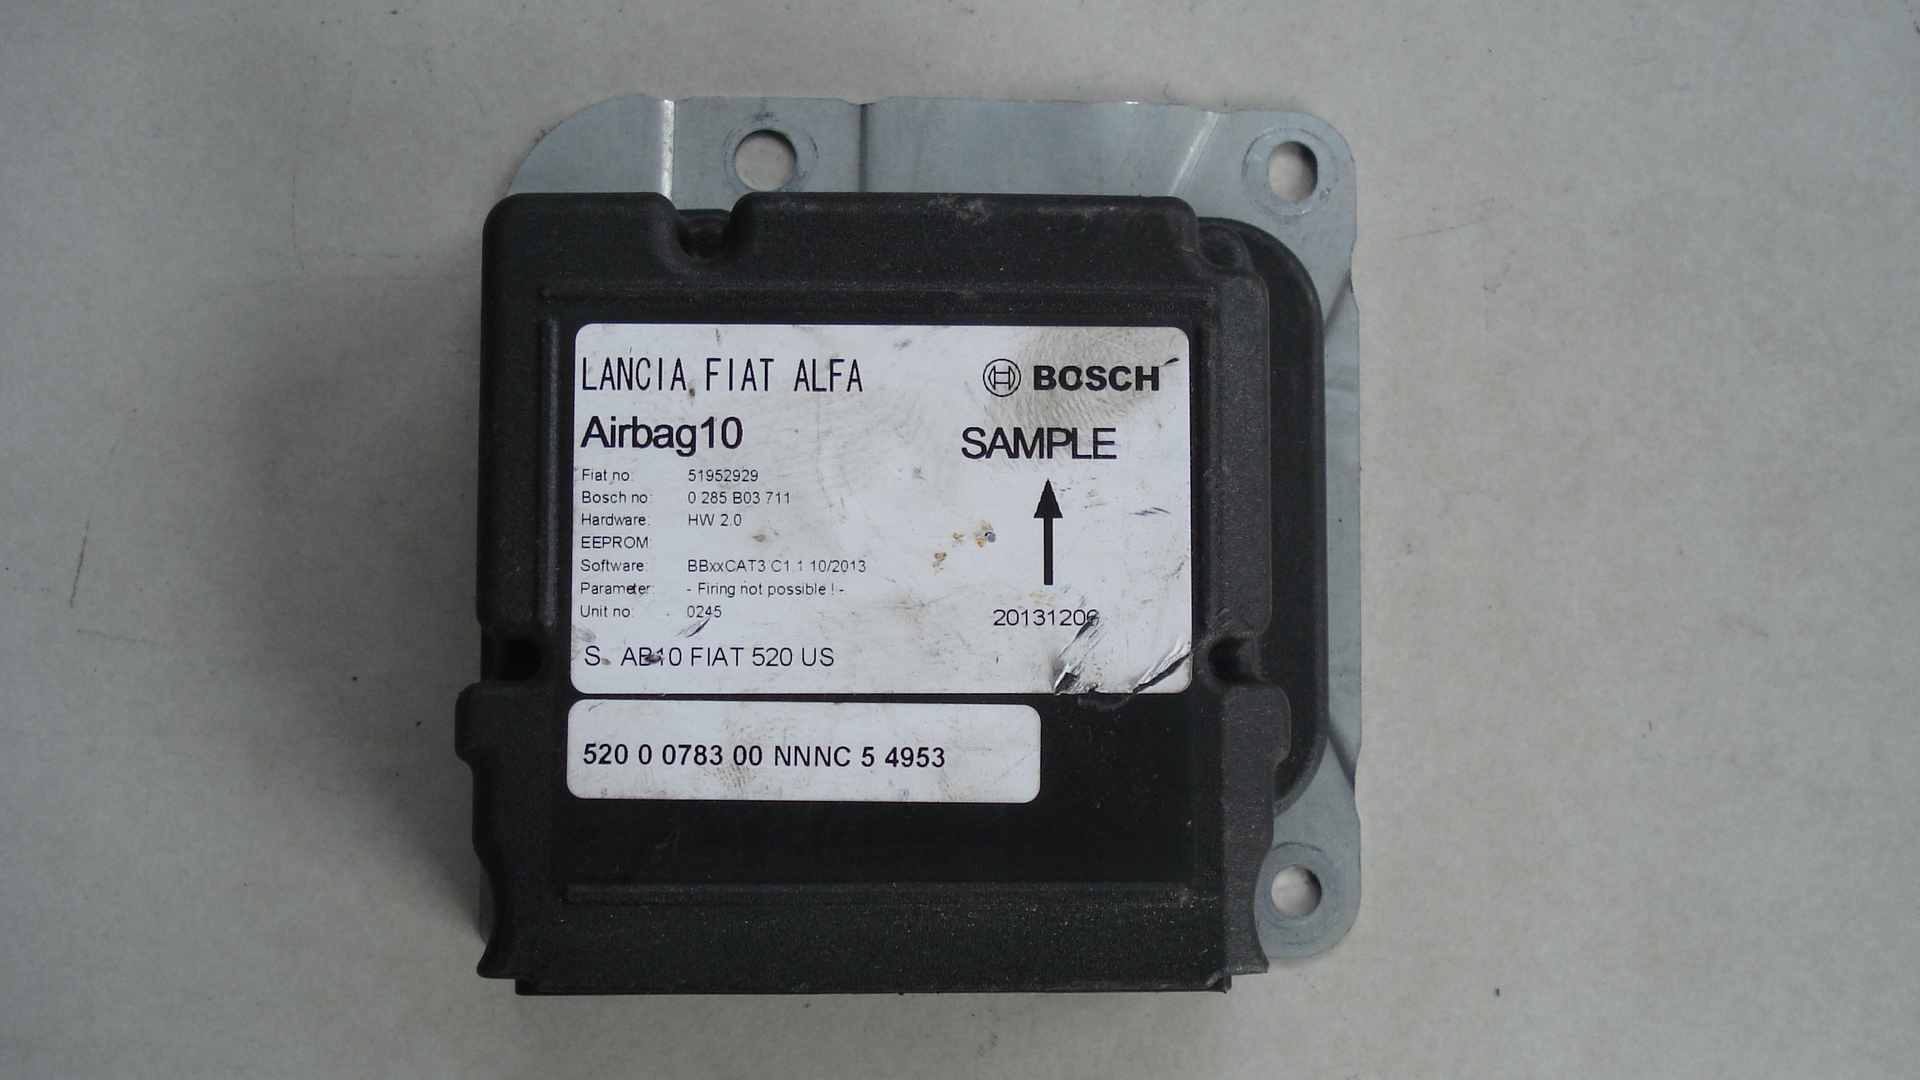 LANCIA FIAT ALFA
BOSCH
Airbag10
SAMPLE
Fiat no: 51952929
Bosch no: 0 285 B03 711
Hardware: HW 2.0
EEPROM:
Software: BBxxCAT3 C1.1 10/2013
Parameter: - Firing not possible ! -
Unit no: 0245
20131206
S. AB10 FIAT 520 US
520 0 0783 00 NNNC 5 4953